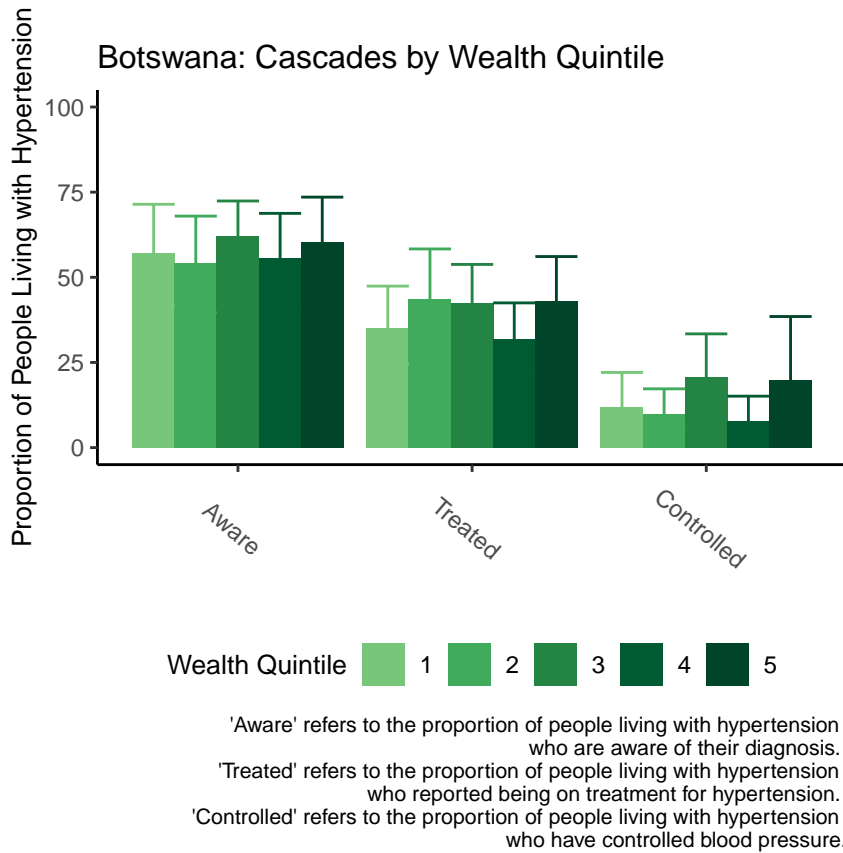 Botswana: Cascades by Wealth Quintile
Proportion of People Living with Hypertension
100
75
50
25
0
Aware
Treated
Controlled
Wealth Quintile 1 2 3 4 5
'Aware' refers to the proportion of people living with hypertension
who are aware of their diagnosis.
'Treated' refers to the proportion of people living with hypertension
who reported being on treatment for hypertension.
'Controlled' refers to the proportion of people living with hypertension
who have controlled blood pressure.